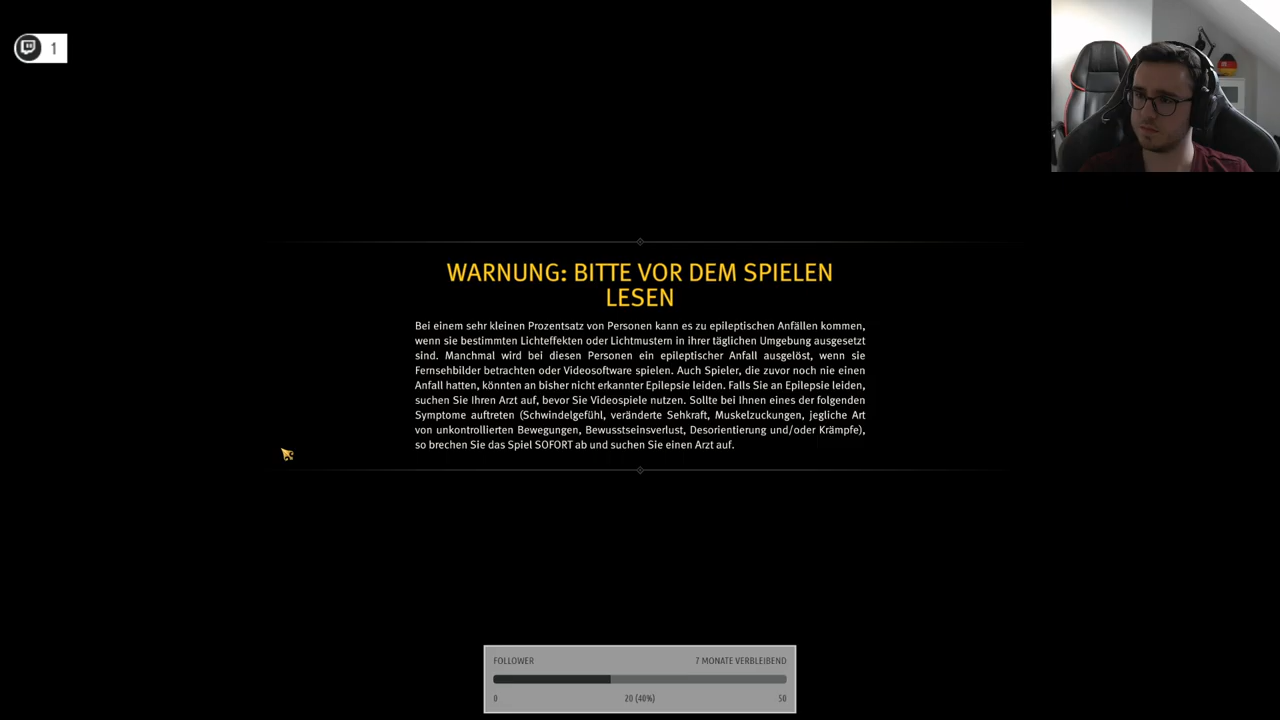 1
WARNUNG: BITTE VOR DEM SPIELEN
LESEN
Bei einem sehr kleinen Prozentsatz von Personen kann es zu epileptischen Anfällen kommen,
wenn sie bestimmten Lichteffekten oder Lichtmustern in ihrer täglichen Umgebung ausgesetzt
sind. Manchmal wird bei diesen Personen ein epileptischer Anfall ausgelöst, wenn sie
Fernsehbilder betrachten oder Videosoftware spielen. Auch Spieler, die zuvor noch nie einen
Anfall hatten, könnten an bisher nicht erkannter Epilepsie leiden. Falls Sie an Epilepsie leiden,
suchen Sie Ihren Arzt auf, bevor Sie Videospiele nutzen. Sollte bei Ihnen eines der folgenden
Symptome auftreten (Schwindelgefühl, veränderte Sehkraft, Muskelzuckungen, jegliche Art
von unkontrollierten Bewegungen, Bewusstseinsverlust, Desorientierung und/oder Krämpfe),
so brechen Sie das Spiel SOFORT ab und suchen Sie einen Arzt auf.
FOLLOWER 7 MONATE VERBLEIBEND
0 20 (40%) 50